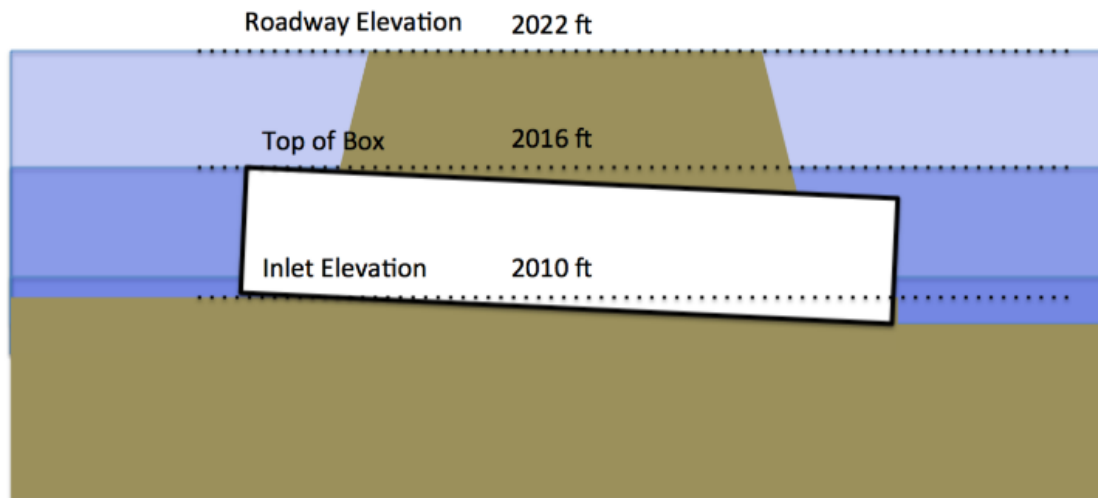 Roadway Elevation 2022 ft
Top of Box 2016 ft
Inlet Elevation 2010 ft